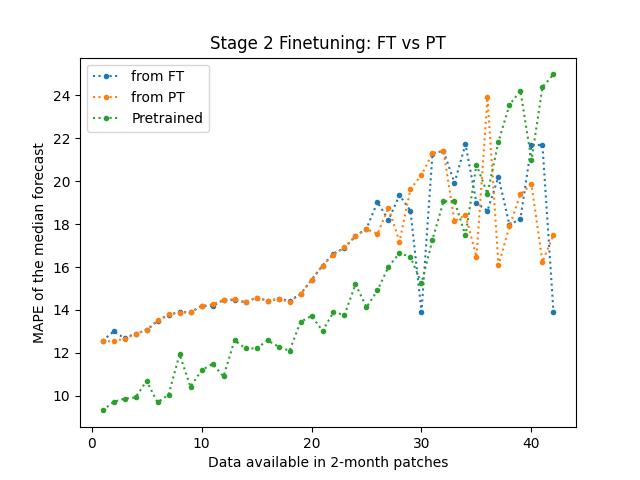 Stage 2 Finetuning: FT vs PT
from FT
from PT
Pretrained
MAPE of the median forecast
24
22
20
18
16
14
12
10
0 10 20 30 40
Data available in 2-month patches